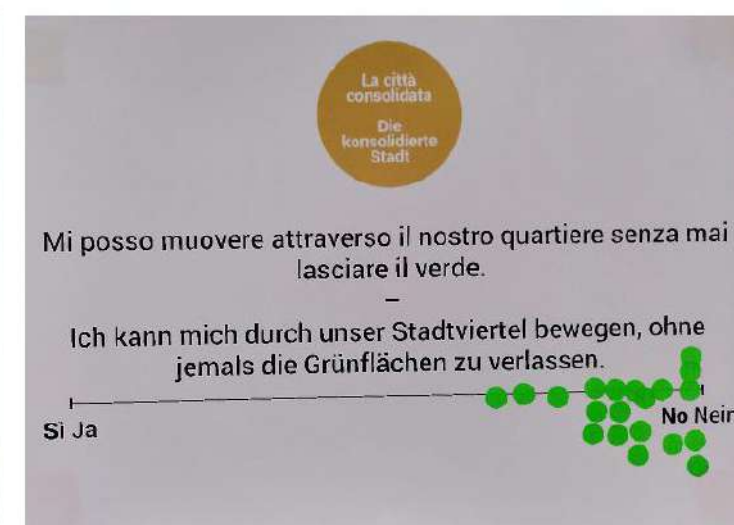 La città
consolidata
Die
konsolidierte
Stadt
Mi posso muovere attraverso il nostro quartiere senza mai
lasciare il verde.
–
Ich kann mich durch unser Stadtviertel bewegen, ohne
jemals die Grünflächen zu verlassen.
Sì Ja
No Nein